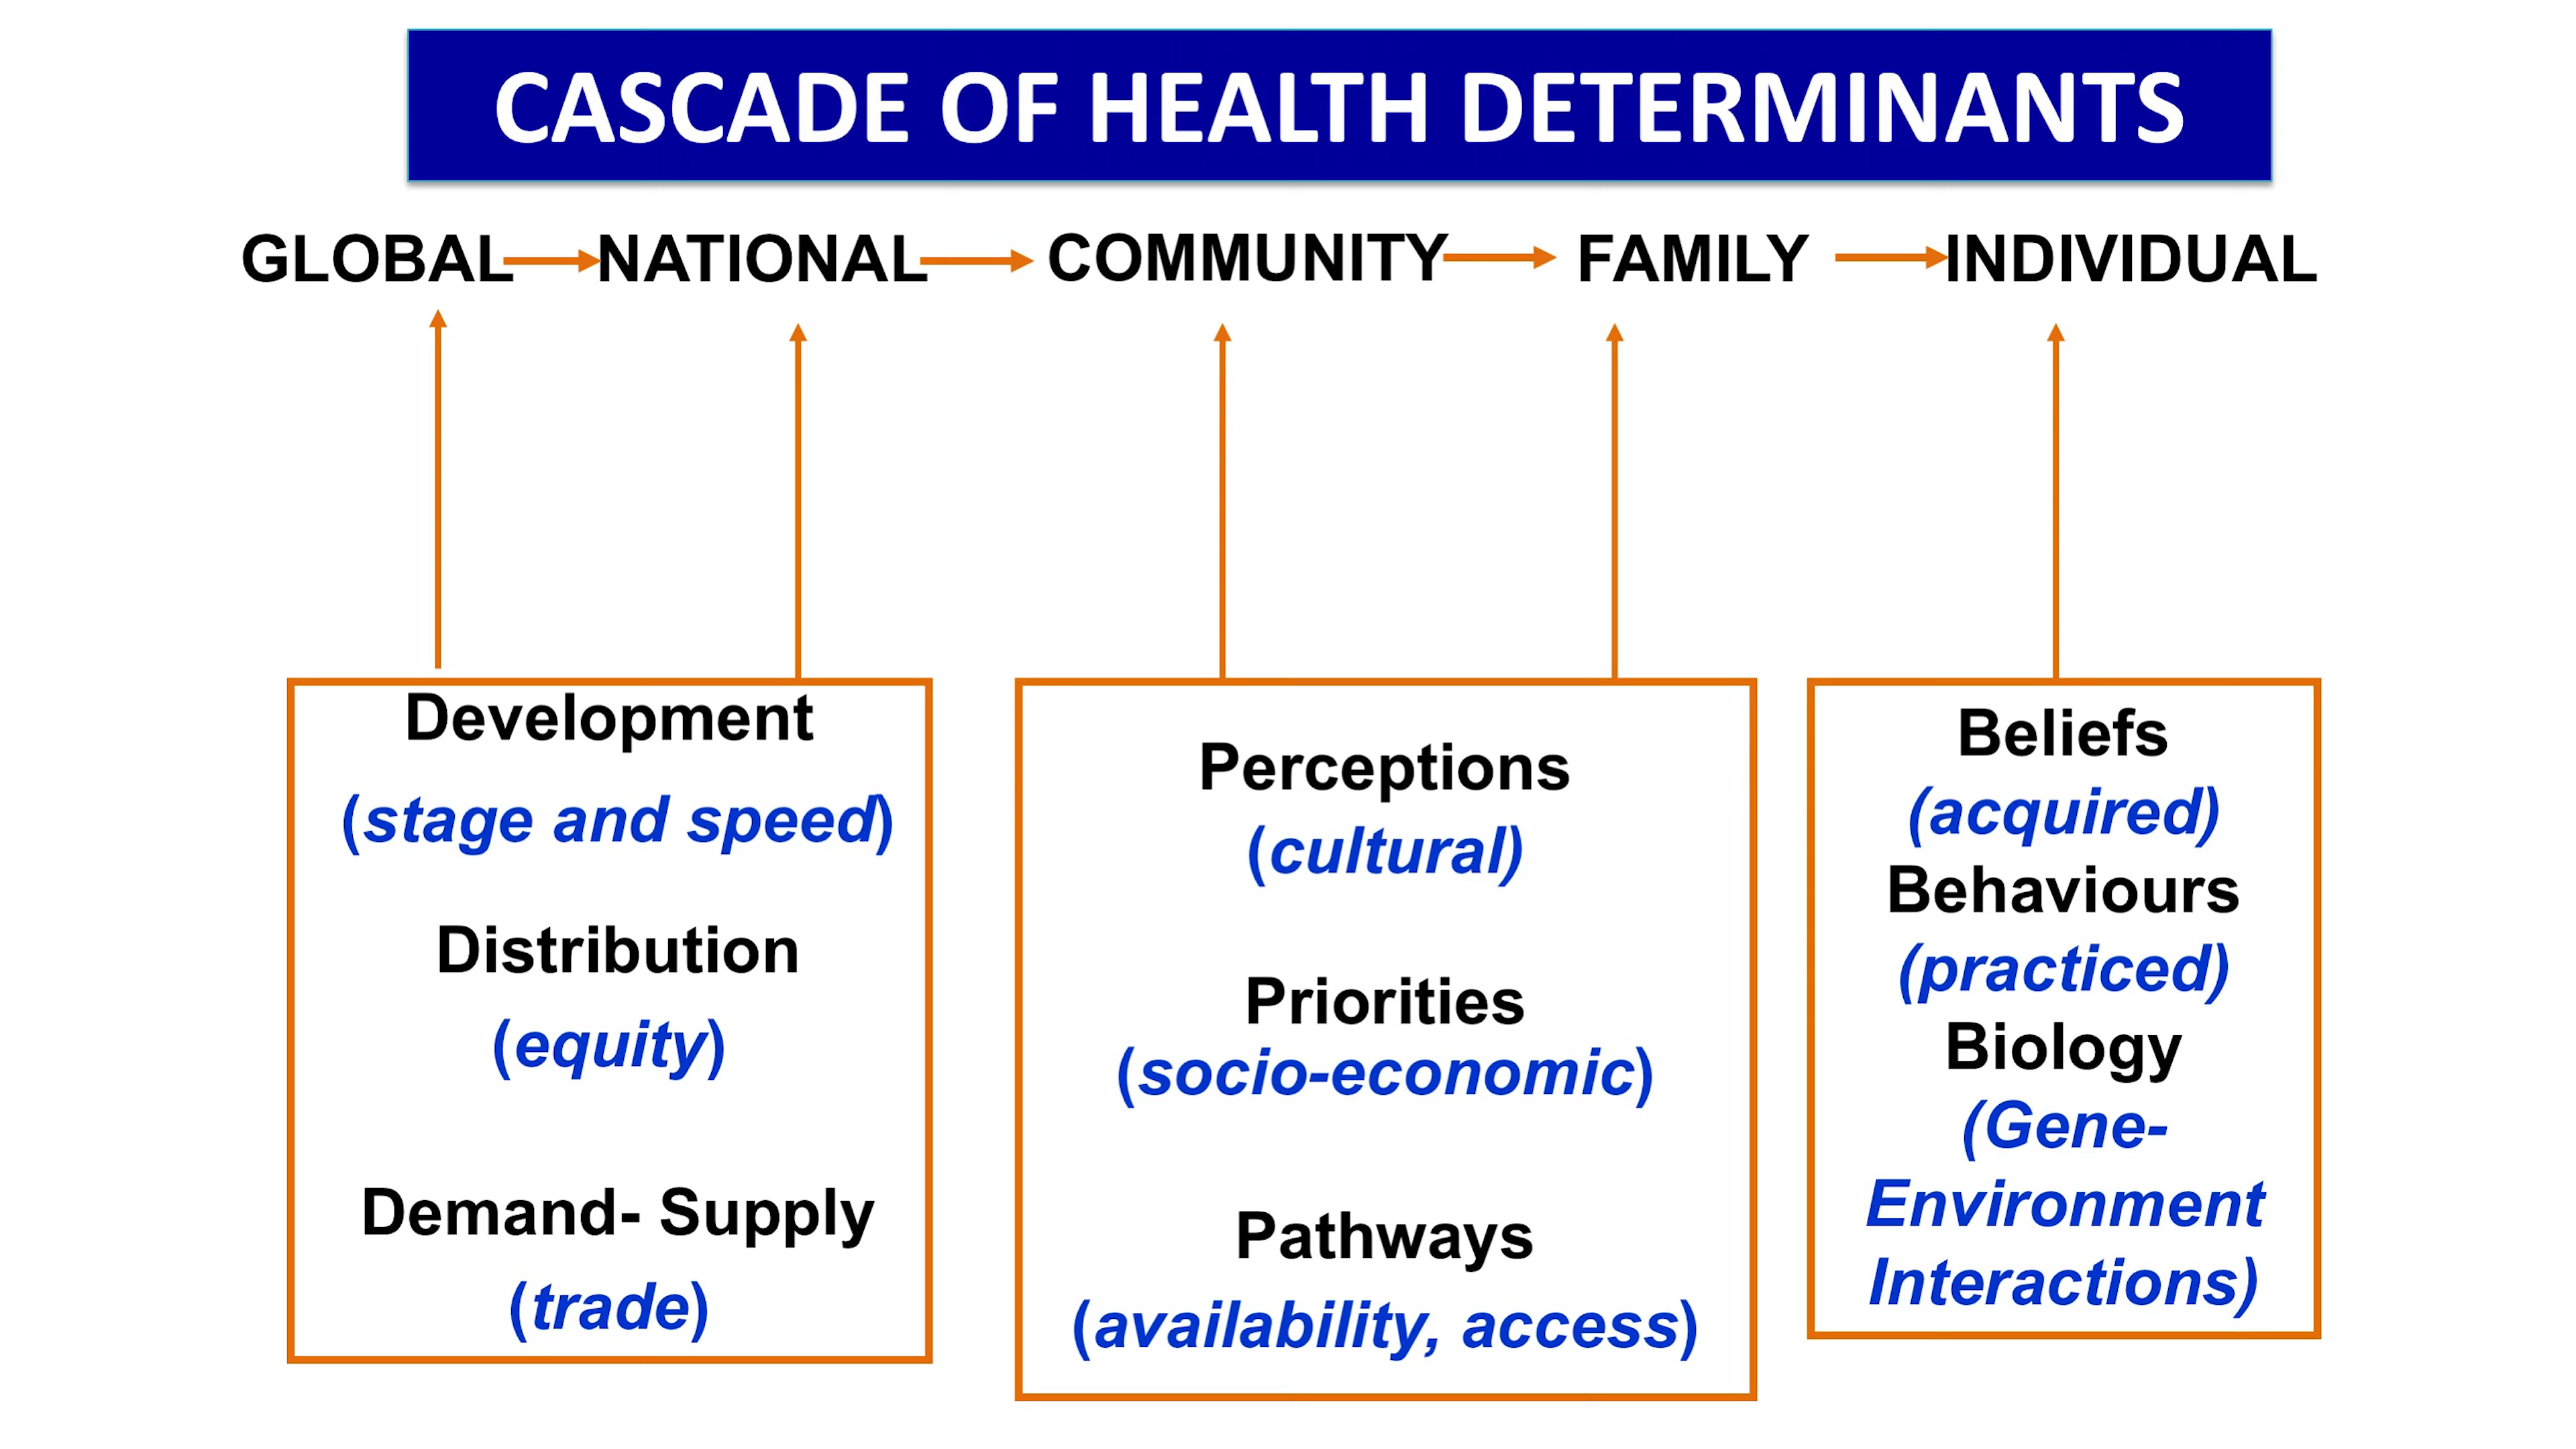 CASCADE OF HEALTH DETERMINANTS
GLOBAL NATIONAL COMMUNITY FAMILY INDIVIDUAL
Development
(stage and speed)
Distribution
(equity)
Demand- Supply
(trade)
Perceptions
(cultural)
Priorities
(socio-economic)
Pathways
(availability, access)
Beliefs
(acquired)
Behaviours
(practiced)
Biology
(Gene-
Environment
Interactions)